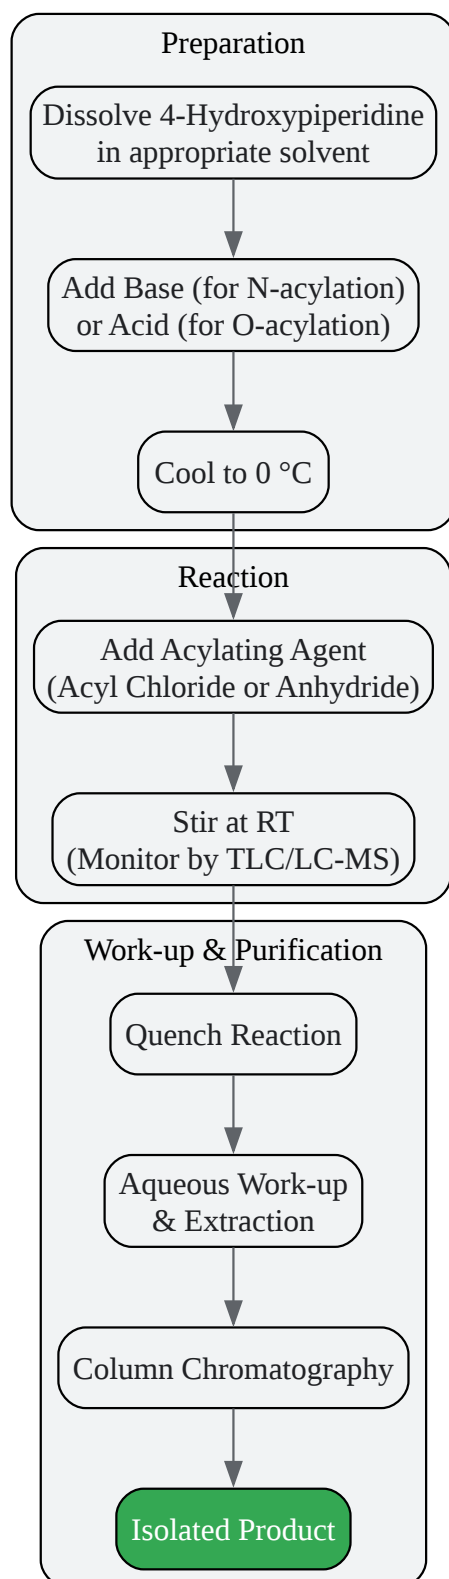 Preparation
Dissolve 4-Hydroxypiperidine
in appropriate solvent
Add Base (for N-acylation)
or Acid (for O-acylation)
Cool to 0 °C
Reaction
Add Acylating Agent
(Acyl Chloride or Anhydride)
Stir at RT
(Monitor by TLC/LC-MS)
Work-up & Purification
Quench Reaction
Aqueous Work-up
& Extraction
Column Chromatography
Isolated Product